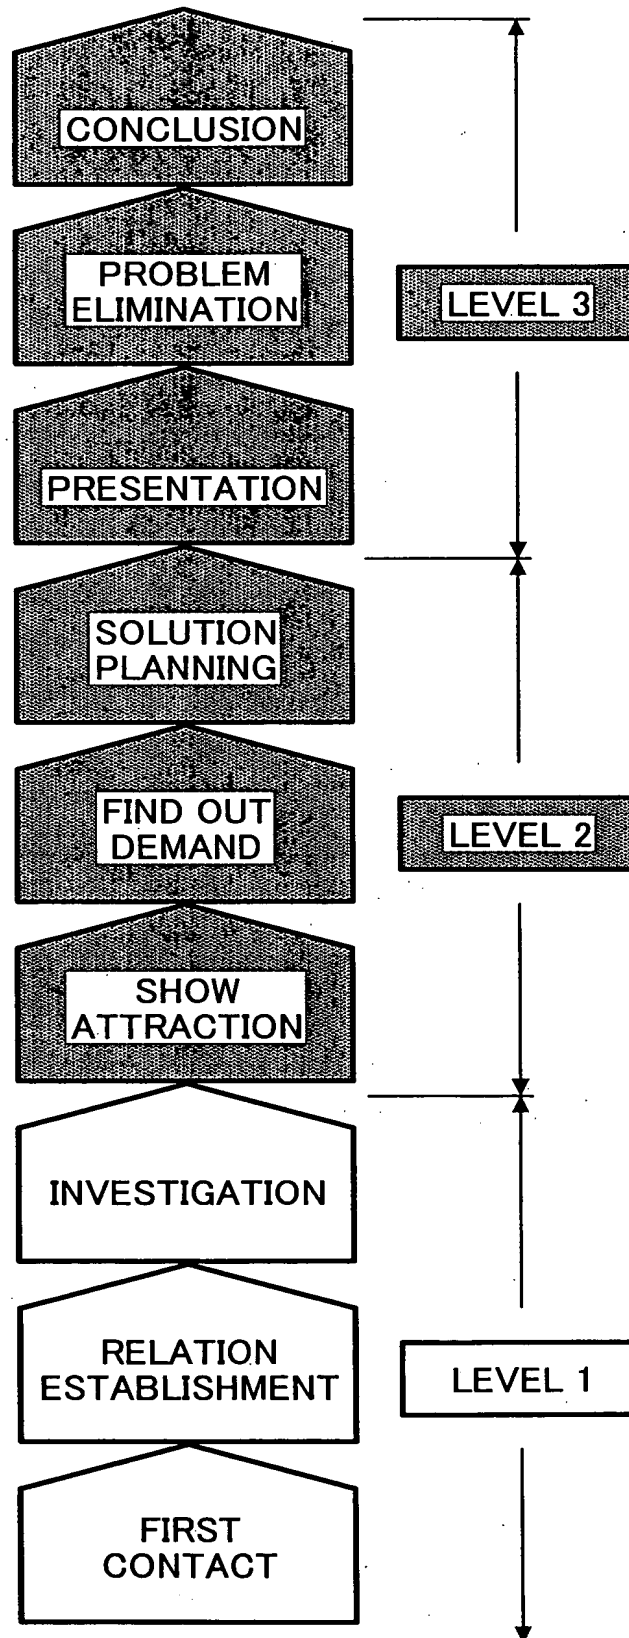 CONCLUSION
PROBLEM
ELIMINATION
LEVEL 3
PRESENTATION
SOLUTION
PLANNING
FIND OUT
DEMAND
LEVEL 2
SHOW
ATTRACTION
INVESTIGATION
RELATION
ESTABLISHMENT
LEVEL 1
FIRST
CONTACT